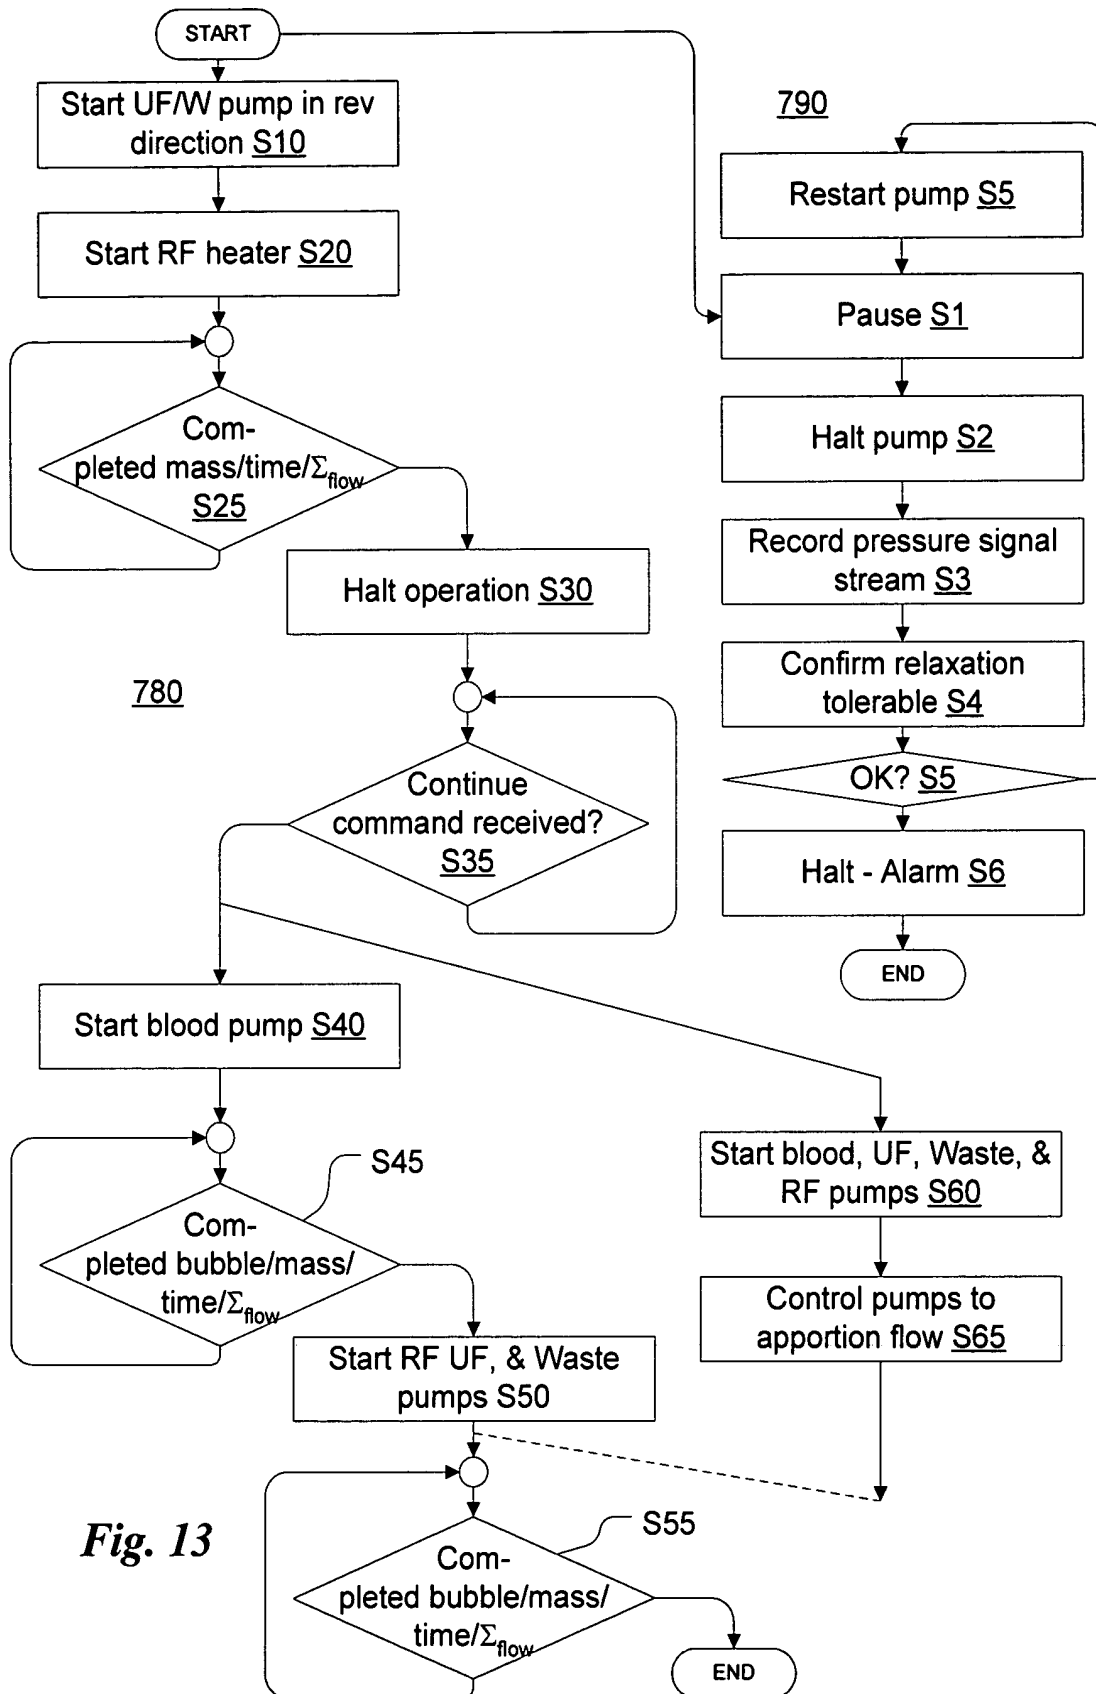 START
Start UF/W pump in rev
direction S10
Start RF heater S20
Com-
pleted mass/time/Σflow
S25
Halt operation S30
780
Continue
command received?
S35
Start blood pump S40
S45
Com-
pleted bubble/mass/
time/Σflow
Start RF UF, & Waste
pumps S50
S55
Com-
pleted bubble/mass/
time/Σflow
END
790
Restart pump S5
Pause S1
Halt pump S2
Record pressure signal
stream S3
Confirm relaxation
tolerable S4
OK? S5
Halt - Alarm S6
END
Start blood, UF, Waste, &
RF pumps S60
Control pumps to
apportion flow S65
Fig. 13